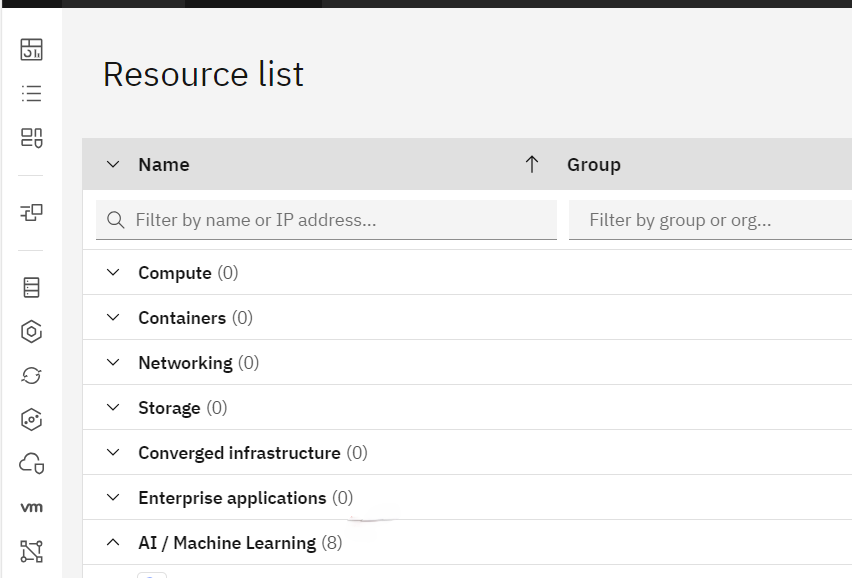 Resource list
Name Group
Filter by name or IP address... Filter by group or org...
Compute (0)
Containers (0)
Networking (0)
Storage (0)
Converged infrastructure (0)
Enterprise applications (0)
vm
AI / Machine Learning (8)